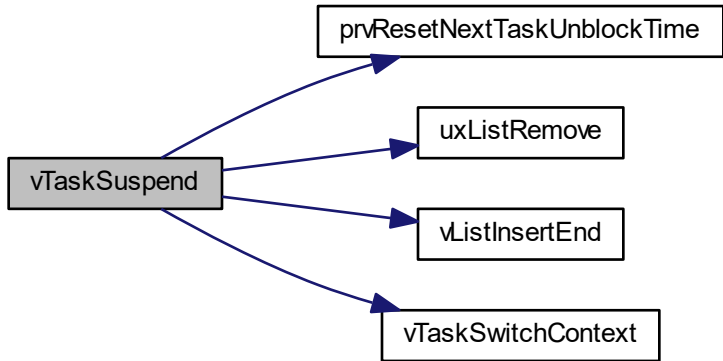 prvResetNextTaskUnblockTime
uxListRemove
vTaskSuspend
vListInsertEnd
vTaskSwitchContext